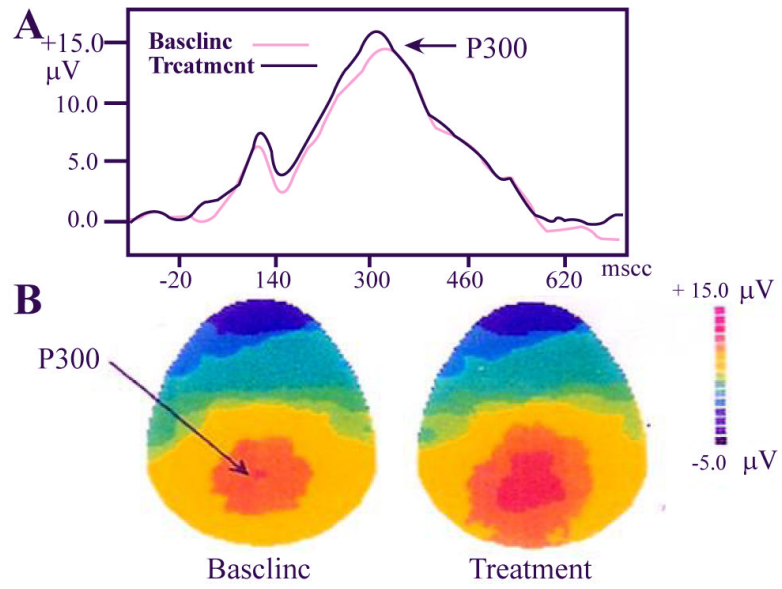 A
+15.0
μV
10.0
5.0
0.0
Basclinc
Trcatmcnt
P300
-20
140
300
460
620
mscc
B
P300
+ 15.0 μV
-5.0 μV
Basclinc
Treatment